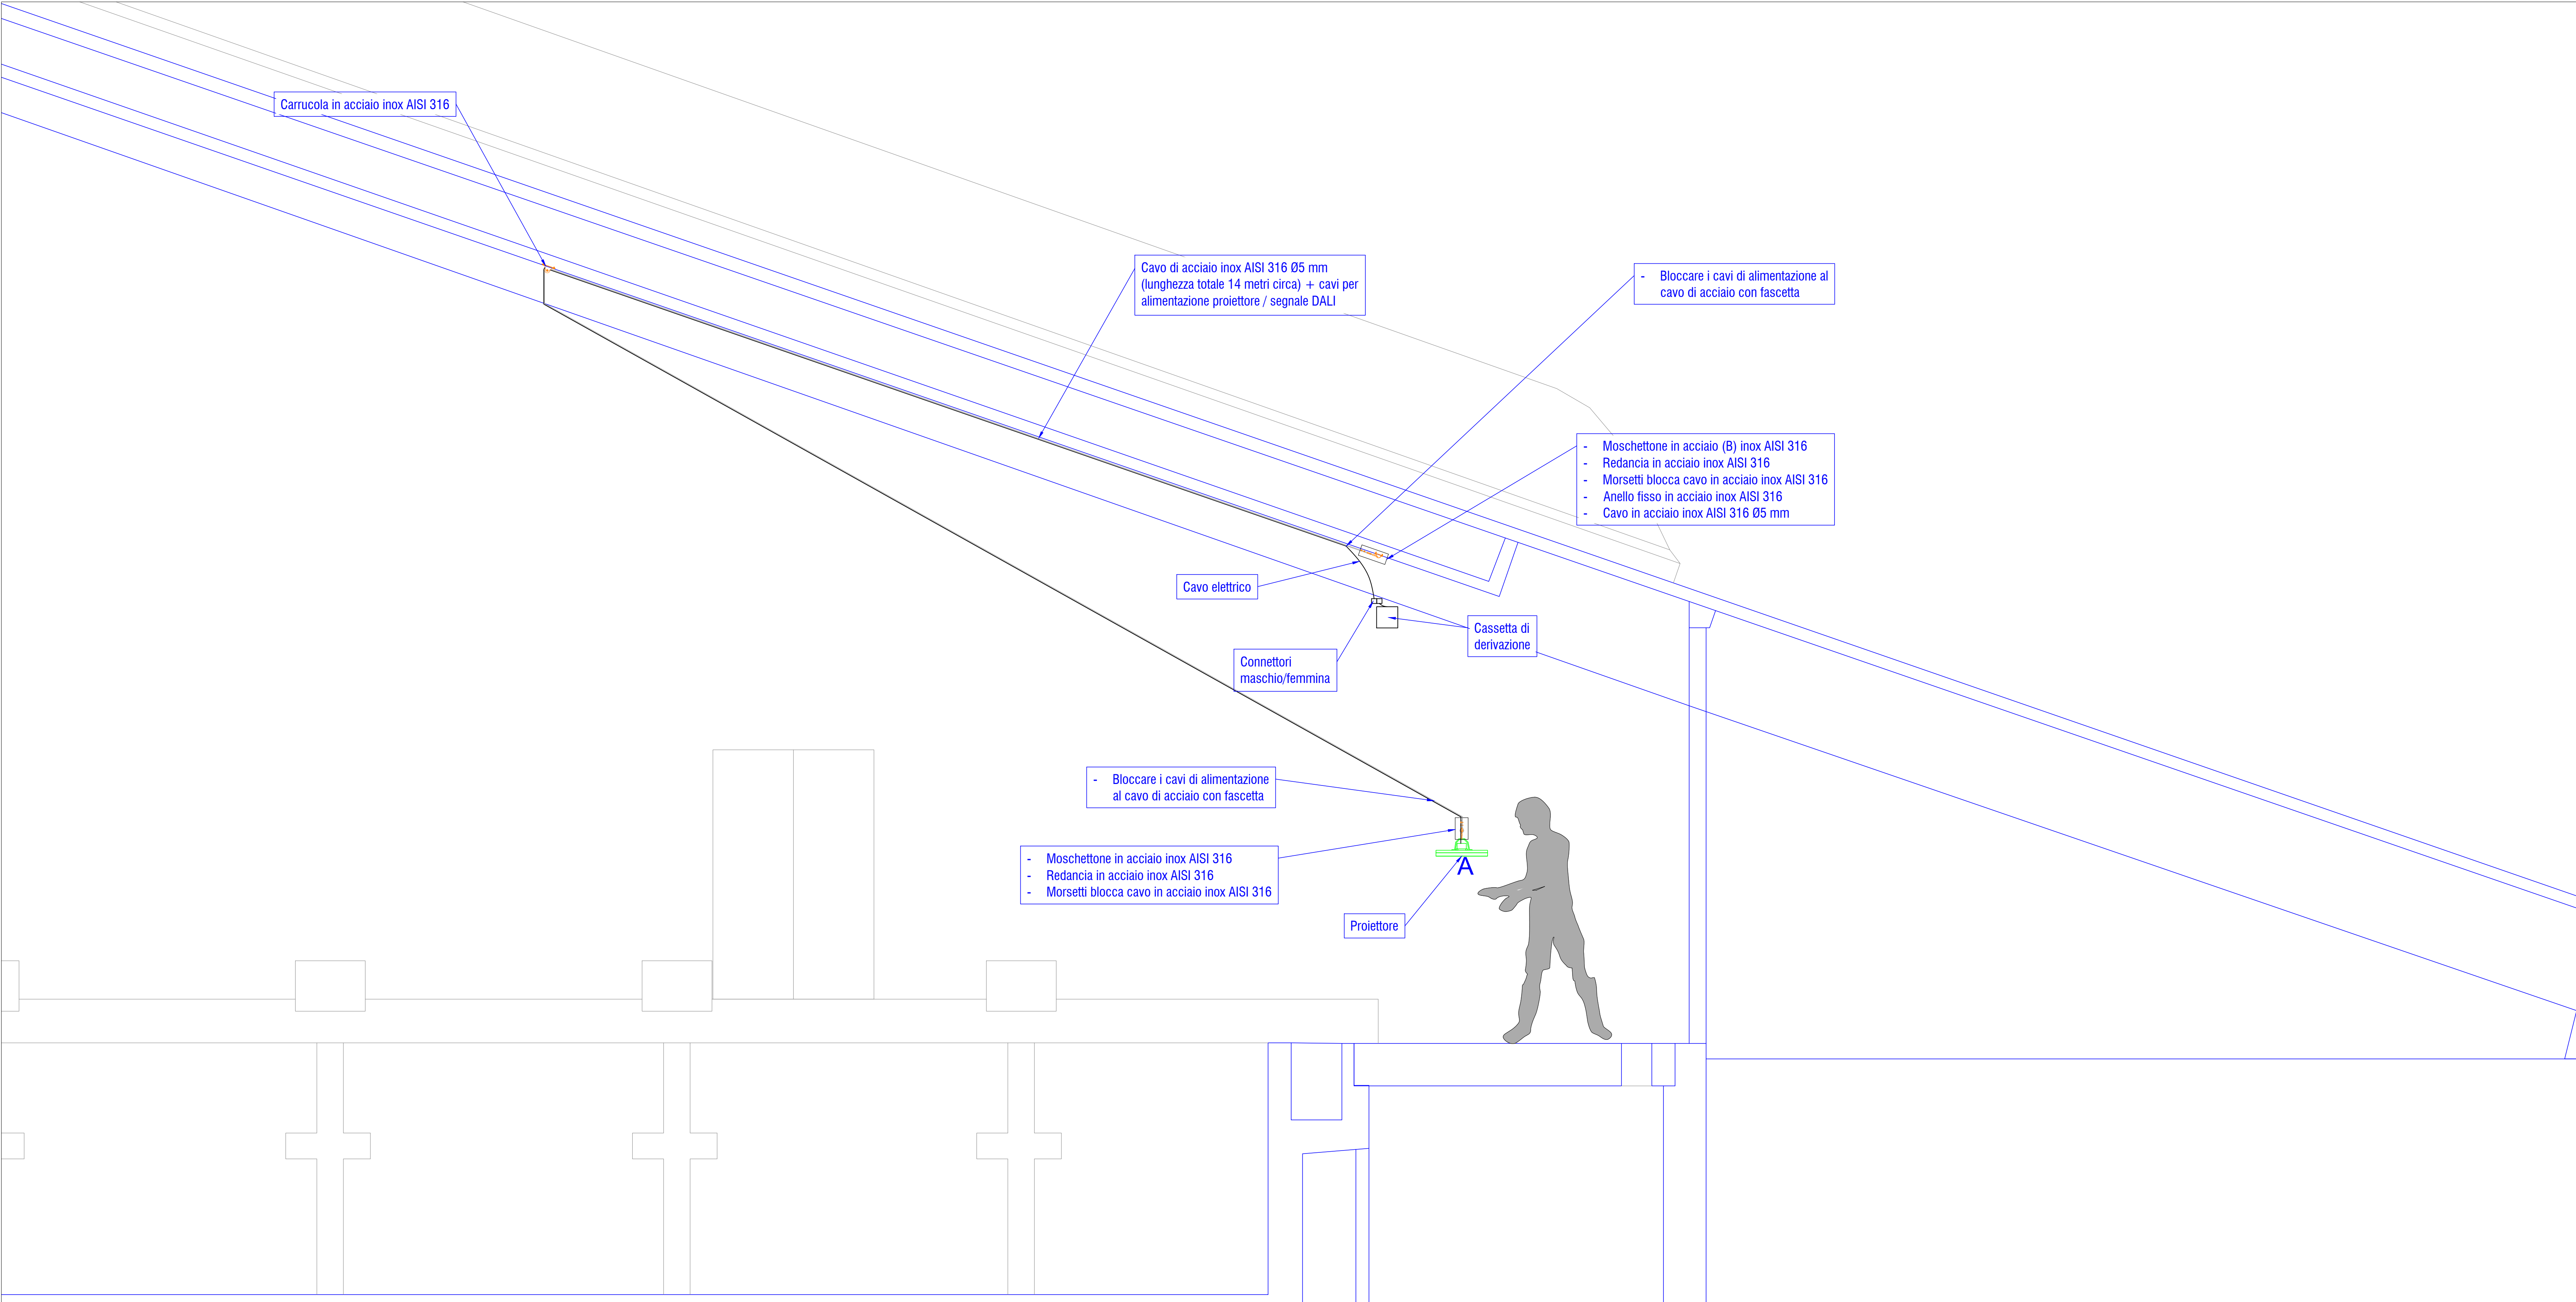 Carrucola in acciaio inox AISI 316
Cavo di acciaio inox AISI 316 Ø5 mm
(lunghezza totale 14 metri circa) + cavi per
alimentazione proiettore / segnale DALI
- Bloccare i cavi di alimentazione al
cavo di acciaio con fascetta
- Moschettone in acciaio (B) inox AISI 316
- Redancia in acciaio inox AISI 316
- Morsetti blocca cavo in acciaio inox AISI 316
- Anello fisso in acciaio inox AISI 316
- Cavo in acciaio inox AISI 316 Ø5 mm
Cavo elettrico
Cassetta di
derivazione
Connettori
maschio/femmina
- Bloccare i cavi di alimentazione
al cavo di acciaio con fascetta
- Moschettone in acciaio inox AISI 316
- Redancia in acciaio inox AISI 316
- Morsetti blocca cavo in acciaio inox AISI 316
A
Proiettore